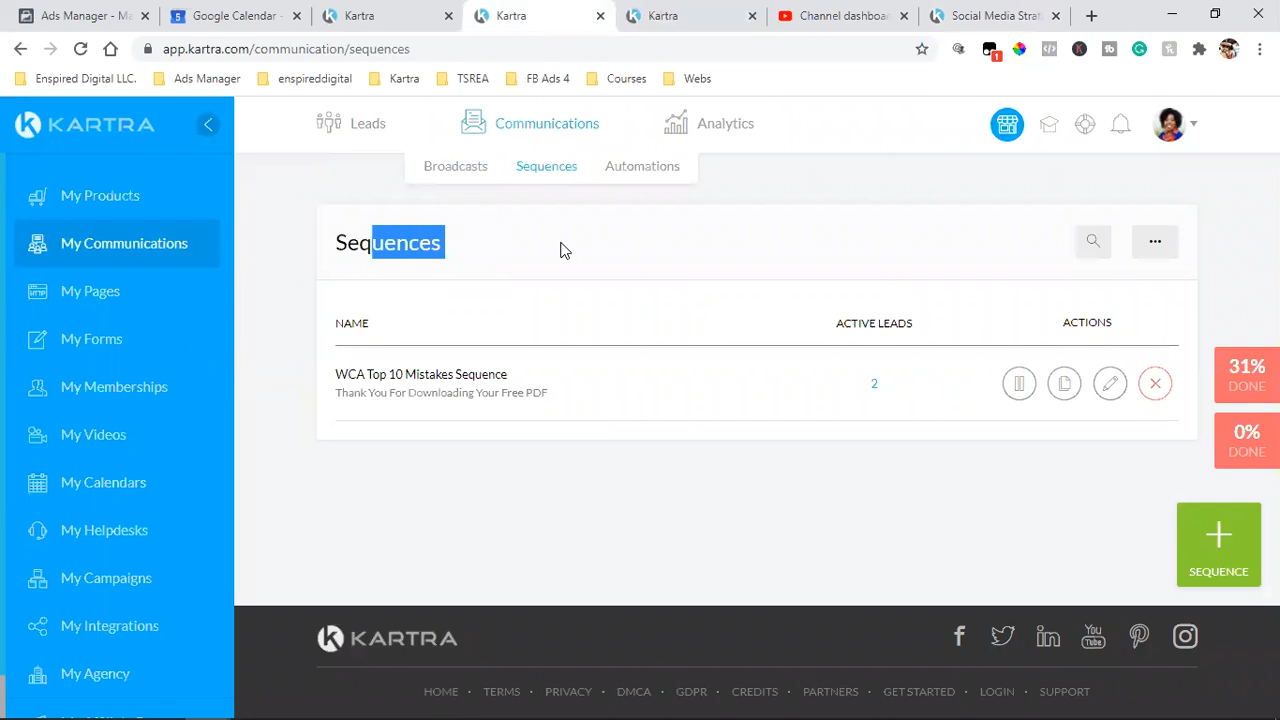 Ads Manager - Ma
Google Calendar -
Kartra
Kartra
Kartra
Channel dashboa
Social Media Strat
app.kartra.com/communication/sequences
1
Enspired Digital LLC.
Ads Manager
enspireddigital
Kartra
TSREA
FB Ads 4
Courses
Webs
KARTRA
Leads
Communications
Analytics
Broadcasts
Sequences
Automations
My Products
My Communications
My Pages
My Forms
My Memberships
My Videos
My Calendars
My Helpdesks
My Campaigns
My Integrations
My Agency
Sequences
NAME
ACTIVE LEADS
ACTIONS
WCA Top 10 Mistakes Sequence
Thank You For Downloading Your Free PDF
2
31%
DONE
0%
DONE
SEQUENCE
KARTRA
HOME · TERMS · PRIVACY · DMCA · GDPR · CREDITS · PARTNERS · GET STARTED · LOGIN · SUPPORT